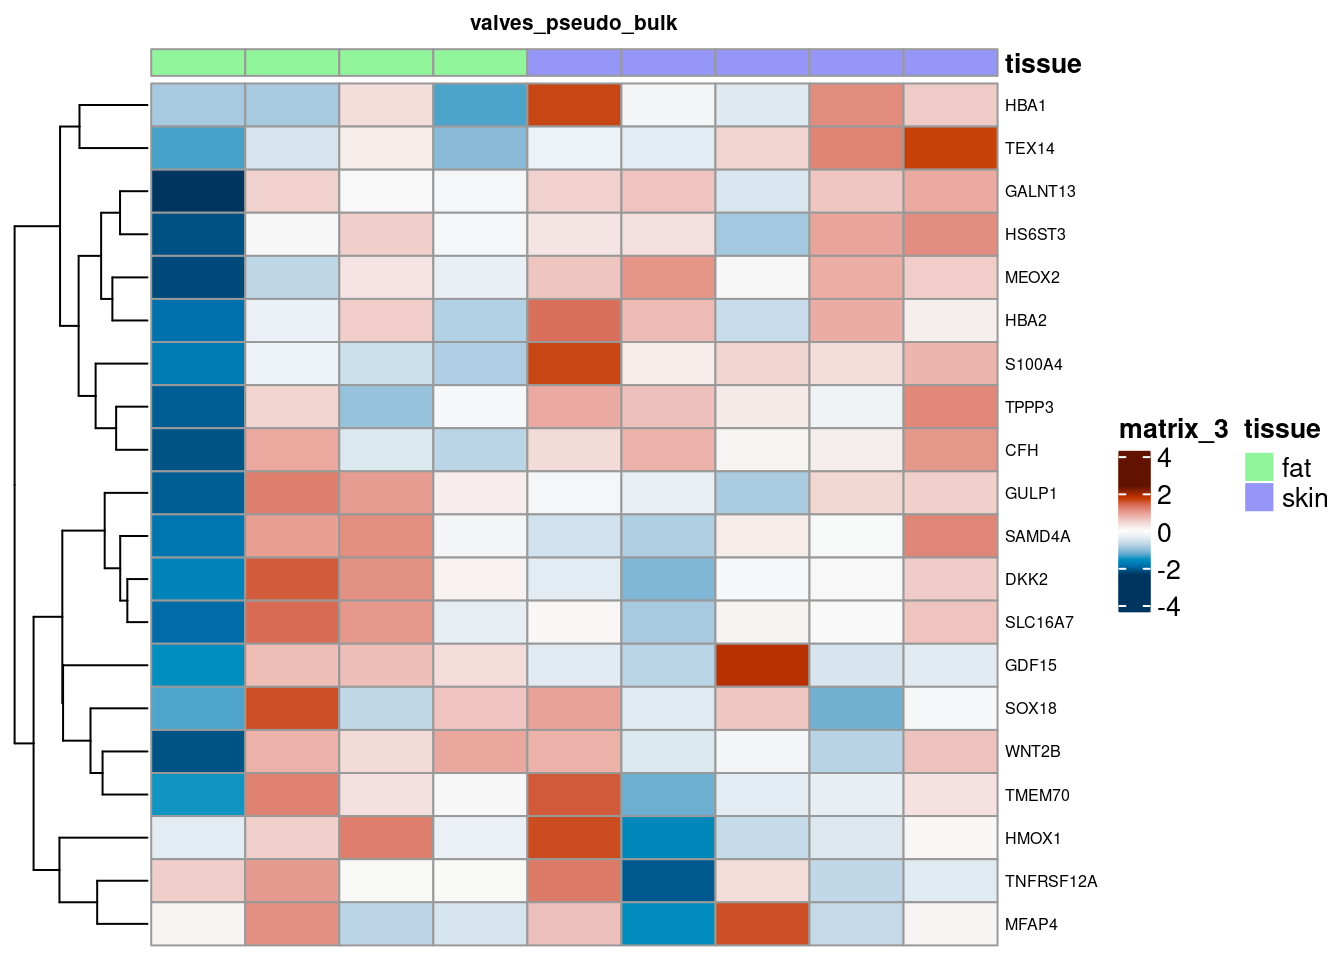 valves_pseudo_bulk
tissue
HBA1
TEX14
GALNT13
HS6ST3
MEOX2
HBA2
S100A4
TPPP3
CFH
GULP1
SAMD4A
DKK2
SLC16A7
GDF15
SOX18
WNT2B
TMEM70
HMOX1
TNFRSF12A
MFAP4
matrix_3
4
2
0
-2
-4
tissue
fat
skin